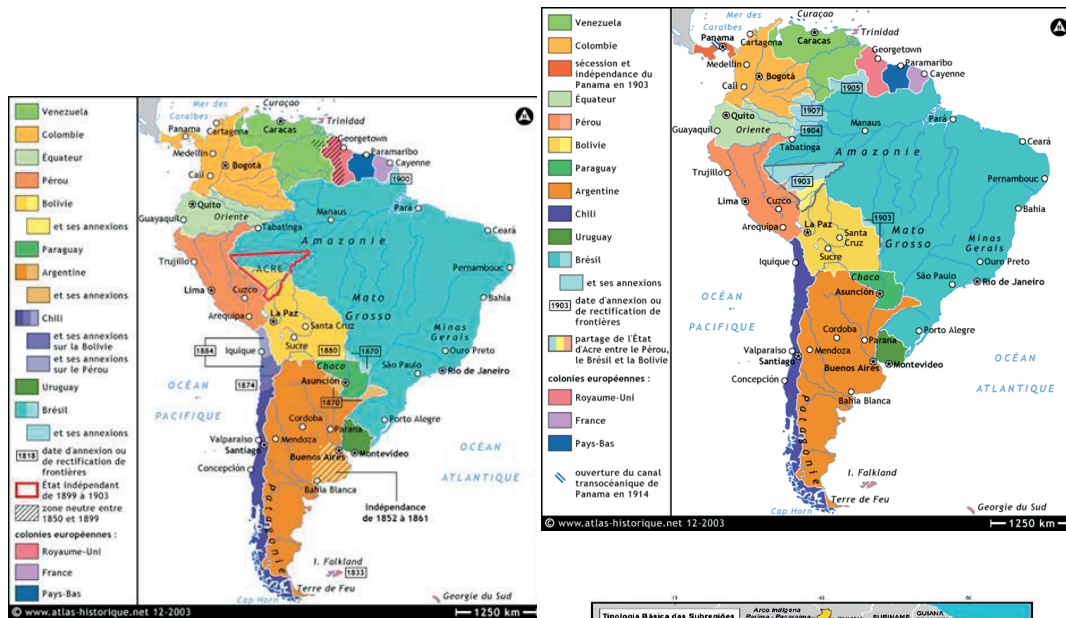 Venezuela
Colombie
Équateur
Pérou
Bolivie
et ses annexions
Paraguay
Argentine
et ses annexions
Chili
et ses annexions
sur la Bolivie
et ses annexions
sur le Pérou
Uruguay
Brésil
et ses annexions
1818
date d'annexion ou
de rectification de
frontières
État indépendant
de 1899 à 1903
zone neutre entre
1850 et 1899
colonies européennes :
Royaume-Uni
France
Pays-Bas
Mer des
Caraïbes
Curaçao
N
Trinidad
Panama
Cartagena
Caracas
Georgetown
Medellin
Paramaribo
Bogotá
Cayenne
Cali
1900
Quito
Oriente
Manaus
Pará
Guayaquil
Tabatinga
Ceará
Amazonie
Trujillo
ACRE
Pernambouc
Lima
Cuzco
Mato
Grosso
Bahia
Arequipa
La Paz
Santa Cruz
Minas
Gerais
Sucre
1884
Iquique
1880
1870
Ouro Preto
Chaco
São Paulo
Rio de Janeiro
OCÉAN
PACIFIQUE
1874
Asunción
1870
Cordoba
Porto Alegre
Valparaiso
Mendoza
Parana
Santiago
Buenos Aires
Montevideo
OCÉAN
ATLANTIQUE
Concepción
Bahia Blanca
indépendance
de 1852 à 1861
Patagonie
I. Falkland
1833
Terre de Feu
Cap Horn
Georgie du Sud
© www.atlas-historique.net 12-2003
1250 km
Venezuela
Colombie
sécession et
indépendance du
Panama en 1903
Équateur
Pérou
Bolivie
Paraguay
Argentine
Chili
Uruguay
Brésil
et ses annexions
1903
date d'annexion ou
de rectification de
frontières
partage de l'État
d'Acre entre le Pérou,
le Brésil et la Bolivie
colonies européennes :
Royaume-Uni
France
Pays-Bas
ouverture du canal
transocéanique de
Panama en 1914
Mer des
Caraïbes
Curaçao
N
Trinidad
Panama
Cartagena
Caracas
Georgetown
Medellin
Paramaribo
Bogotá
Cayenne
Cali
1905
1907
Quito
Oriente
1904
Manaus
Pará
Guayaquil
Tabatinga
Ceará
Amazonie
Trujillo
1903
Pernambouc
Lima
Cuzco
Bahia
Arequipa
La Paz
1903
Mato
Grosso
Santa
Cruz
Minas
Gerais
Sucre
Iquique
Ouro Preto
Chaco
São Paulo
Rio de Janeiro
OCÉAN
PACIFIQUE
Asunción
Cordoba
Porto Alegre
Valparaiso
Mendoza
Parana
Santiago
Buenos Aires
Montevideo
OCÉAN
ATLANTIQUE
Concepción
Bahia Blanca
Patagonie
I. Falkland
Terre de Feu
Cap Horn
Georgie du Sud
© www.atlas-historique.net 12-2003
1250 km
Tipologia Básica das Subregiões
Arco Indígena
SURINAME
GUIANA